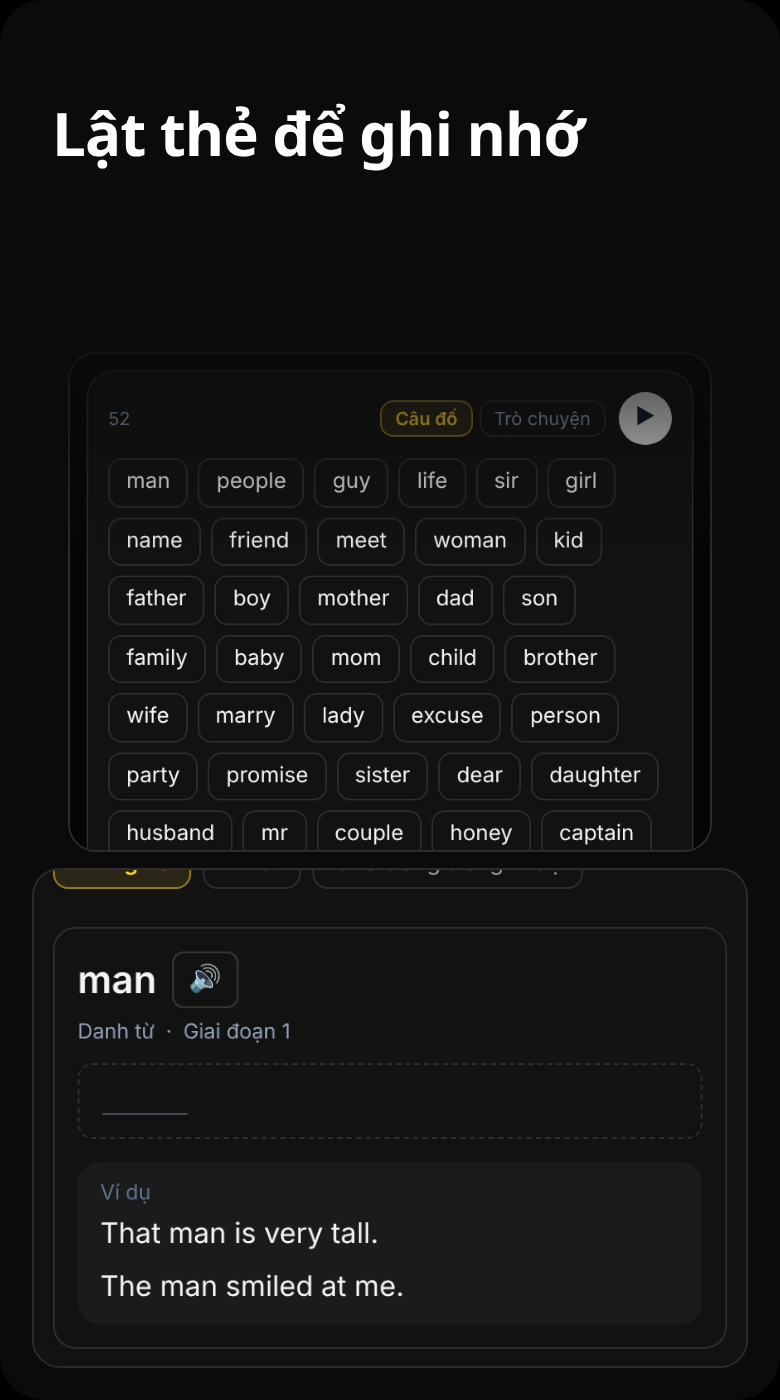 Lật thẻ để ghi nhớ
52 Câu đố Trò chuyện
man people guy life sir girl
name friend meet woman kid
father boy mother dad son
family baby mom child brother
wife marry lady excuse person
party promise sister dear daughter
husband mr couple honey captain
man
Danh từ · Giai đoạn 1
Ví dụ
That man is very tall.
The man smiled at me.